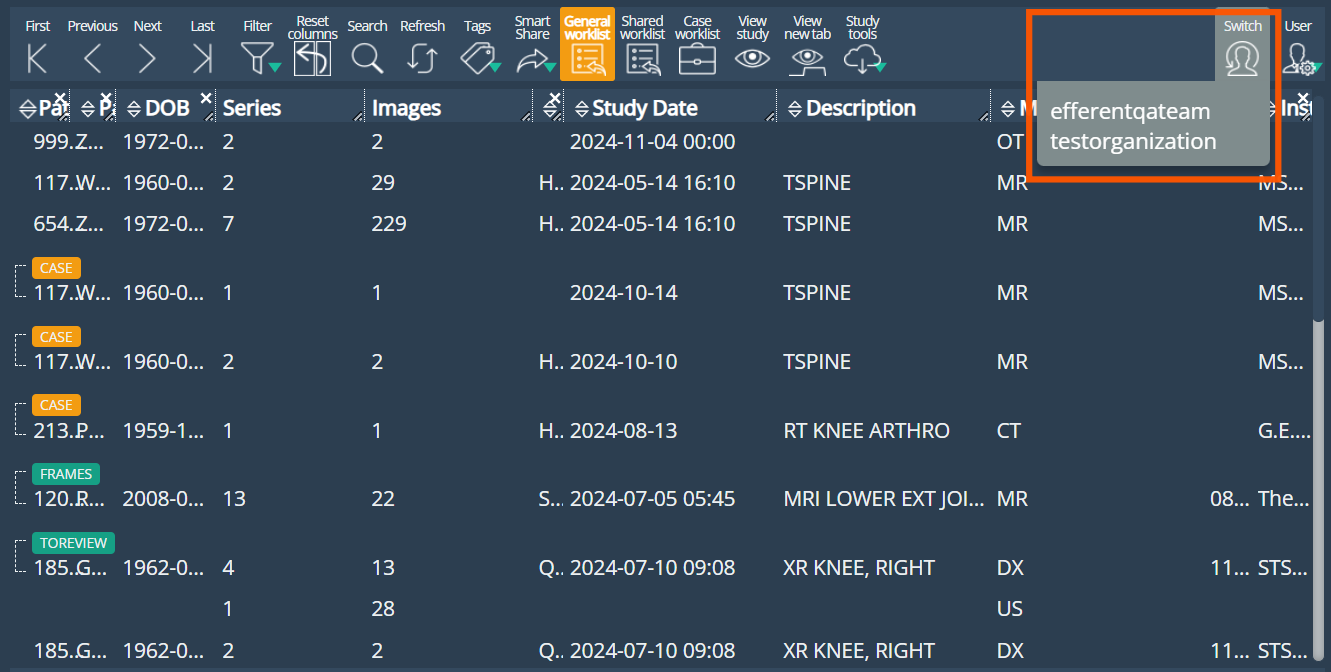 First Previous Next Last Filter Reset columns Search Refresh Tags Smart Share General worklist Shared worklist Case worklist View study View new tab Study tools Switch User
DOB Series Images Study Date Description
efferentqateam
testorganization
999... Z... 1972-0... 2 2 2024-11-04 00:00 OT
117... W... 1960-0... 2 29 H... 2024-05-14 16:10 TSPINE MR MS...
654... Z... 1972-0... 7 229 H... 2024-05-14 16:10 TSPINE MR MS...
CASE
117... W... 1960-0... 1 1 2024-10-14 TSPINE MR MS...
CASE
117... W... 1960-0... 2 2 H... 2024-10-10 TSPINE MR MS...
CASE
213... P... 1959-1... 1 1 H... 2024-08-13 RT KNEE ARTHRO CT G.E....
FRAMES
120... R... 2008-0... 13 22 S... 2024-07-05 05:45 MRI LOWER EXT JOI... MR 08... The...
TOREVIEW
185... G... 1962-0... 4 13 Q... 2024-07-10 09:08 XR KNEE, RIGHT DX 11... STS...
1 28 US
185... G... 1962-0... 2 2 Q... 2024-07-10 09:08 XR KNEE, RIGHT DX 11... STS...